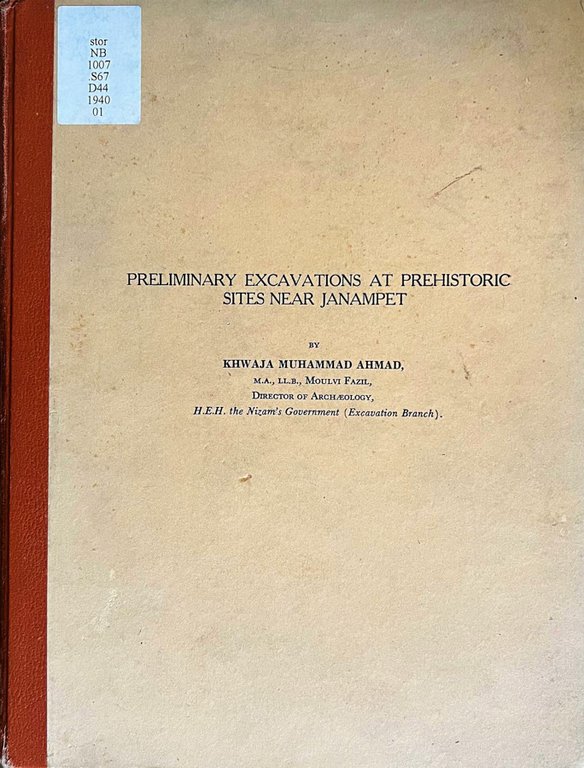 stor
NB
1007
.S67
D44
1940
01
PRELIMINARY EXCAVATIONS AT PREHISTORIC
SITES NEAR JANAMPET
BY
KHWAJA MUHAMMAD AHMAD,
M.A., LL.B., MOULVI FAZIL,
DIRECTOR OF ARCHÆOLOGY,
H.E.H. the Nizam's Government (Excavation Branch).